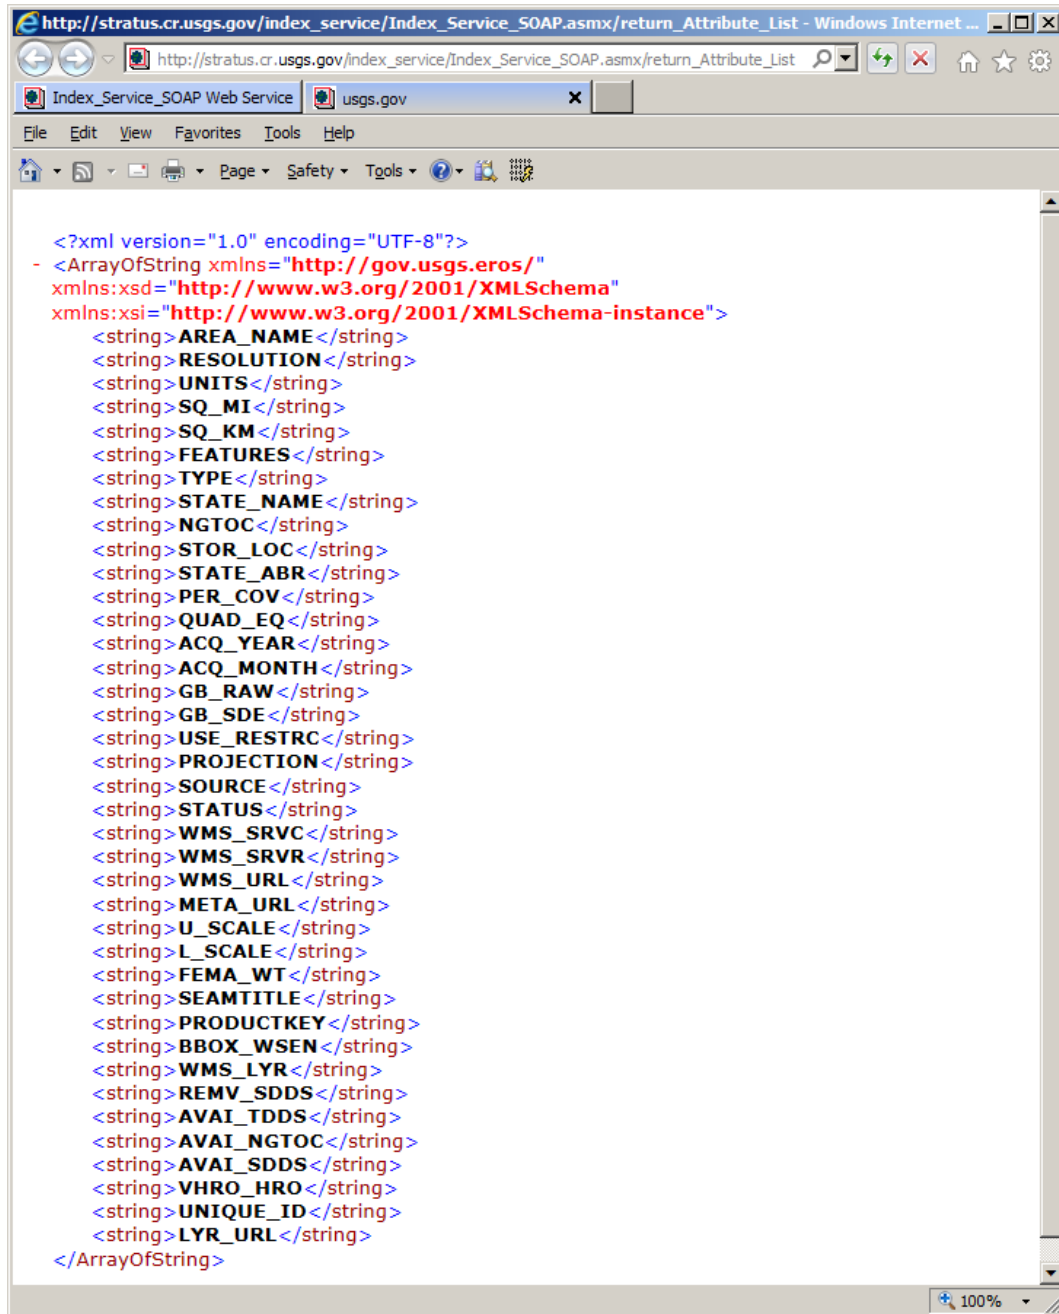 http://stratus.cr.usgs.gov/index_service/Index_Service_SOAP.asmx/return_Attribute_List - Windows Internet ...
http://stratus.cr.usgs.gov/index_service/Index_Service_SOAP.asmx/return_Attribute_List
Index_Service_SOAP Web Service usgs.gov
File Edit View Favorites Tools Help
Page Safety Tools
<?xml version="1.0" encoding="UTF-8"?>
- <ArrayOfString xmlns="http://gov.usgs.eros/"
xmlns:xsd="http://www.w3.org/2001/XMLSchema"
xmlns:xsi="http://www.w3.org/2001/XMLSchema-instance">
<string>AREA_NAME</string>
<string>RESOLUTION</string>
<string>UNITS</string>
<string>SQ_MI</string>
<string>SQ_KM</string>
<string>FEATURES</string>
<string>TYPE</string>
<string>STATE_NAME</string>
<string>NGTOC</string>
<string>STOR_LOC</string>
<string>STATE_ABR</string>
<string>PER_COV</string>
<string>QUAD_EQ</string>
<string>ACQ_YEAR</string>
<string>ACQ_MONTH</string>
<string>GB_RAW</string>
<string>GB_SDE</string>
<string>USE_RESTRC</string>
<string>PROJECTION</string>
<string>SOURCE</string>
<string>STATUS</string>
<string>WMS_SRVC</string>
<string>WMS_SRVR</string>
<string>WMS_URL</string>
<string>META_URL</string>
<string>U_SCALE</string>
<string>L_SCALE</string>
<string>FEMA_WT</string>
<string>SEAMTITLE</string>
<string>PRODUCTKEY</string>
<string>BBOX_WSEN</string>
<string>WMS_LYR</string>
<string>REMV_SDDS</string>
<string>AVAI_TDDS</string>
<string>AVAI_NGTOC</string>
<string>AVAI_SDDS</string>
<string>VHRO_HRO</string>
<string>UNIQUE_ID</string>
<string>LYR_URL</string>
</ArrayOfString>
100%